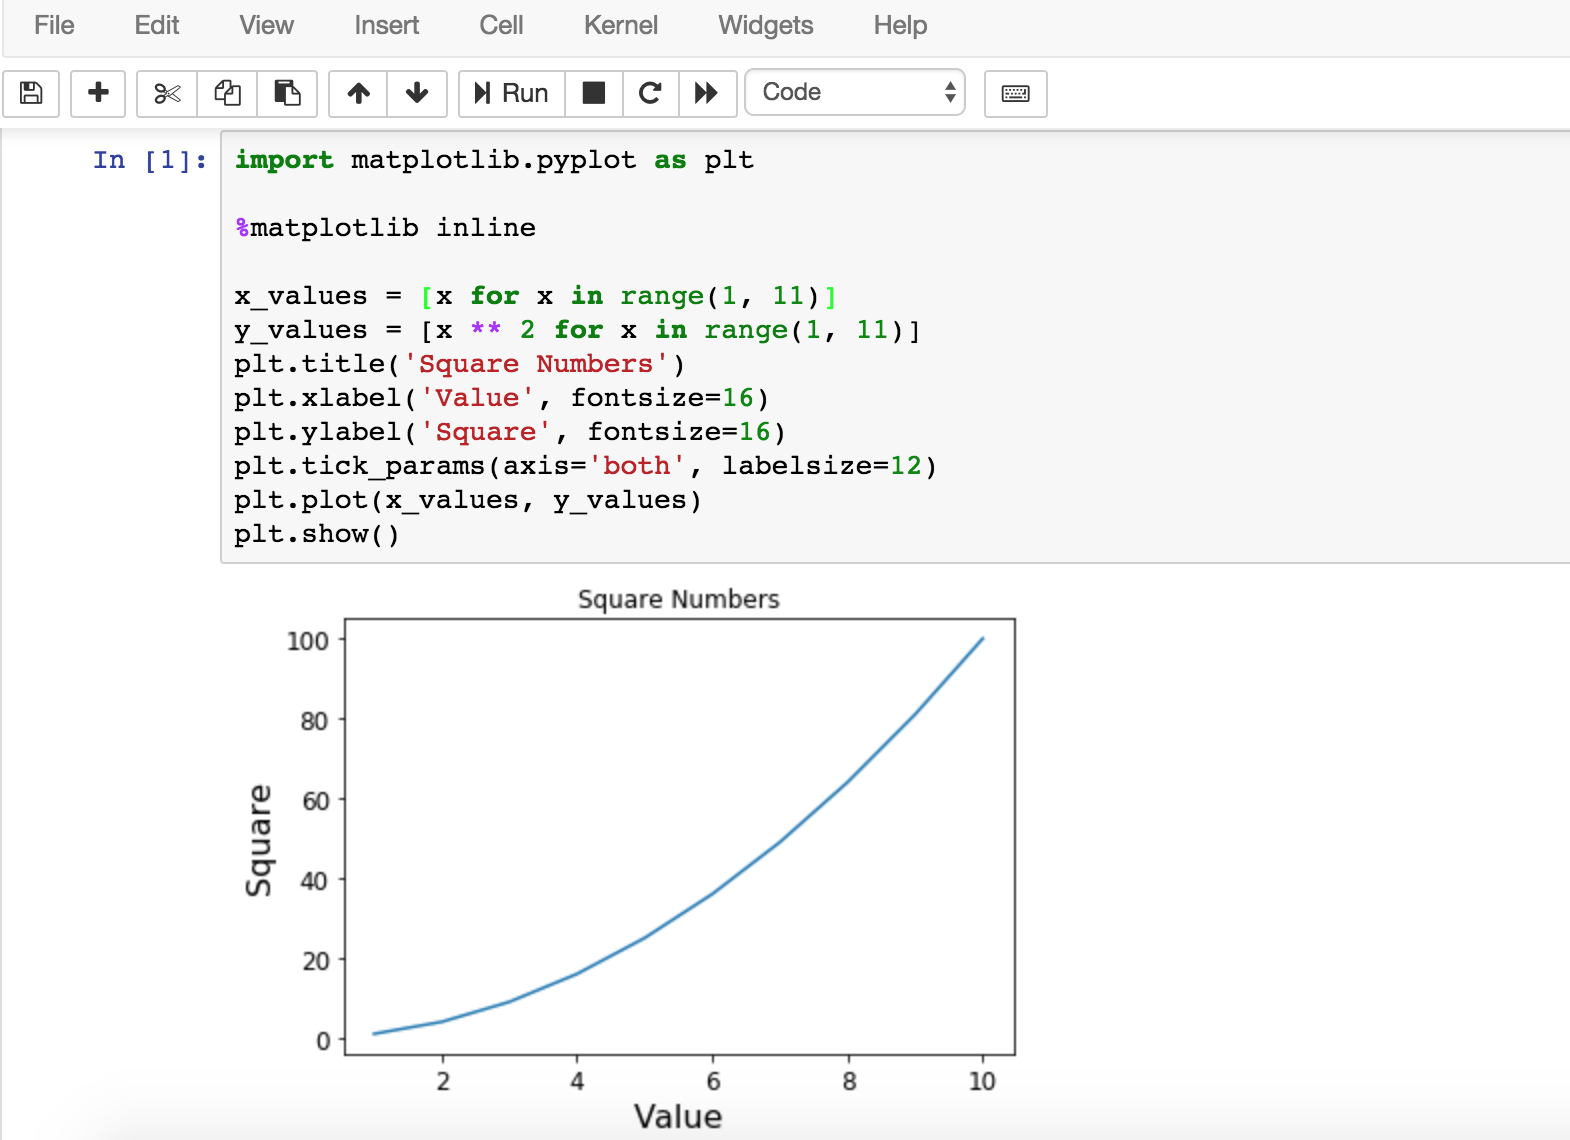 File Edit View Insert Cell Kernel Widgets Help
Run Code
In [1]: import matplotlib.pyplot as plt
%matplotlib inline
x_values = [x for x in range(1, 11)]
y_values = [x ** 2 for x in range(1, 11)]
plt.title('Square Numbers')
plt.xlabel('Value', fontsize=16)
plt.ylabel('Square', fontsize=16)
plt.tick_params(axis='both', labelsize=12)
plt.plot(x_values, y_values)
plt.show()
Square Numbers
100
80
60
40
20
0
Square
2 4 6 8 10
Value